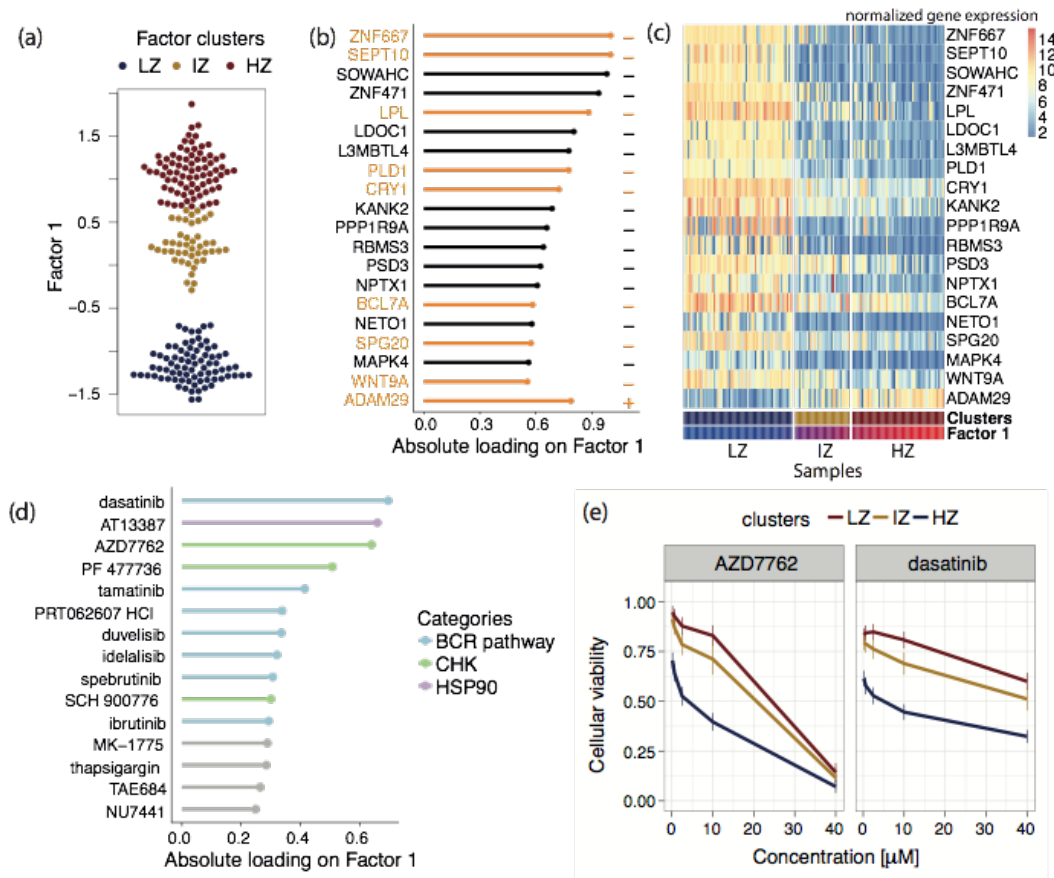 (a)
Factor clusters
LZ IZ HZ
1.5
0.5
−0.5
−1.5
Factor 1
(b)
ZNF667 −
SEPT10 −
SOWAHC −
ZNF471 −
LPL −
LDOC1 −
L3MBTL4 −
PLD1 −
CRY1 −
KANK2 −
PPP1R9A −
RBMS3 −
PSD3 −
NPTX1 −
BCL7A −
NETO1 −
SPG20 −
MAPK4 −
WNT9A −
ADAM29 +
0.0 0.3 0.6 0.9
Absolute loading on Factor 1
(c)
normalized gene expression
14
12
10
8
6
4
2
ZNF667
SEPT10
SOWAHC
ZNF471
LPL
LDOC1
L3MBTL4
PLD1
CRY1
KANK2
PPP1R9A
RBMS3
PSD3
NPTX1
BCL7A
NETO1
SPG20
MAPK4
WNT9A
ADAM29
Clusters
Factor 1
LZ IZ HZ
Samples
(d)
dasatinib
AT13387
AZD7762
PF 477736
tamatinib
PRT062607 HCl
duvelisib
idelalisib
spebrutinib
SCH 900776
ibrutinib
MK−1775
thapsigargin
TAE684
NU7441
0.0 0.2 0.4 0.6
Absolute loading on Factor 1
Categories
BCR pathway
CHK
HSP90
(e)
clusters LZ IZ HZ
AZD7762 dasatinib
1.00
0.75
0.50
0.25
0.00
Cellular viability
0 10 20 30 40 0 10 20 30 40
Concentration [µM]